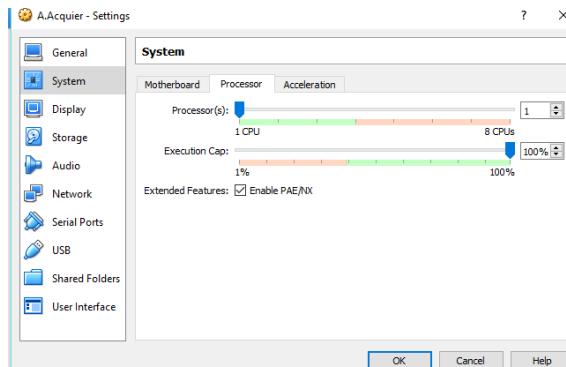 A.Acquier - Settings ?
General
System
Display
Storage
Audio
Network
Serial Ports
USB
Shared Folders
User Interface
System
Motherboard Processor Acceleration
Processor(s): 1
1 CPU 8 CPUs
Execution Cap: 100%
1% 100%
Extended Features: Enable PAE/NX
OK Cancel Help